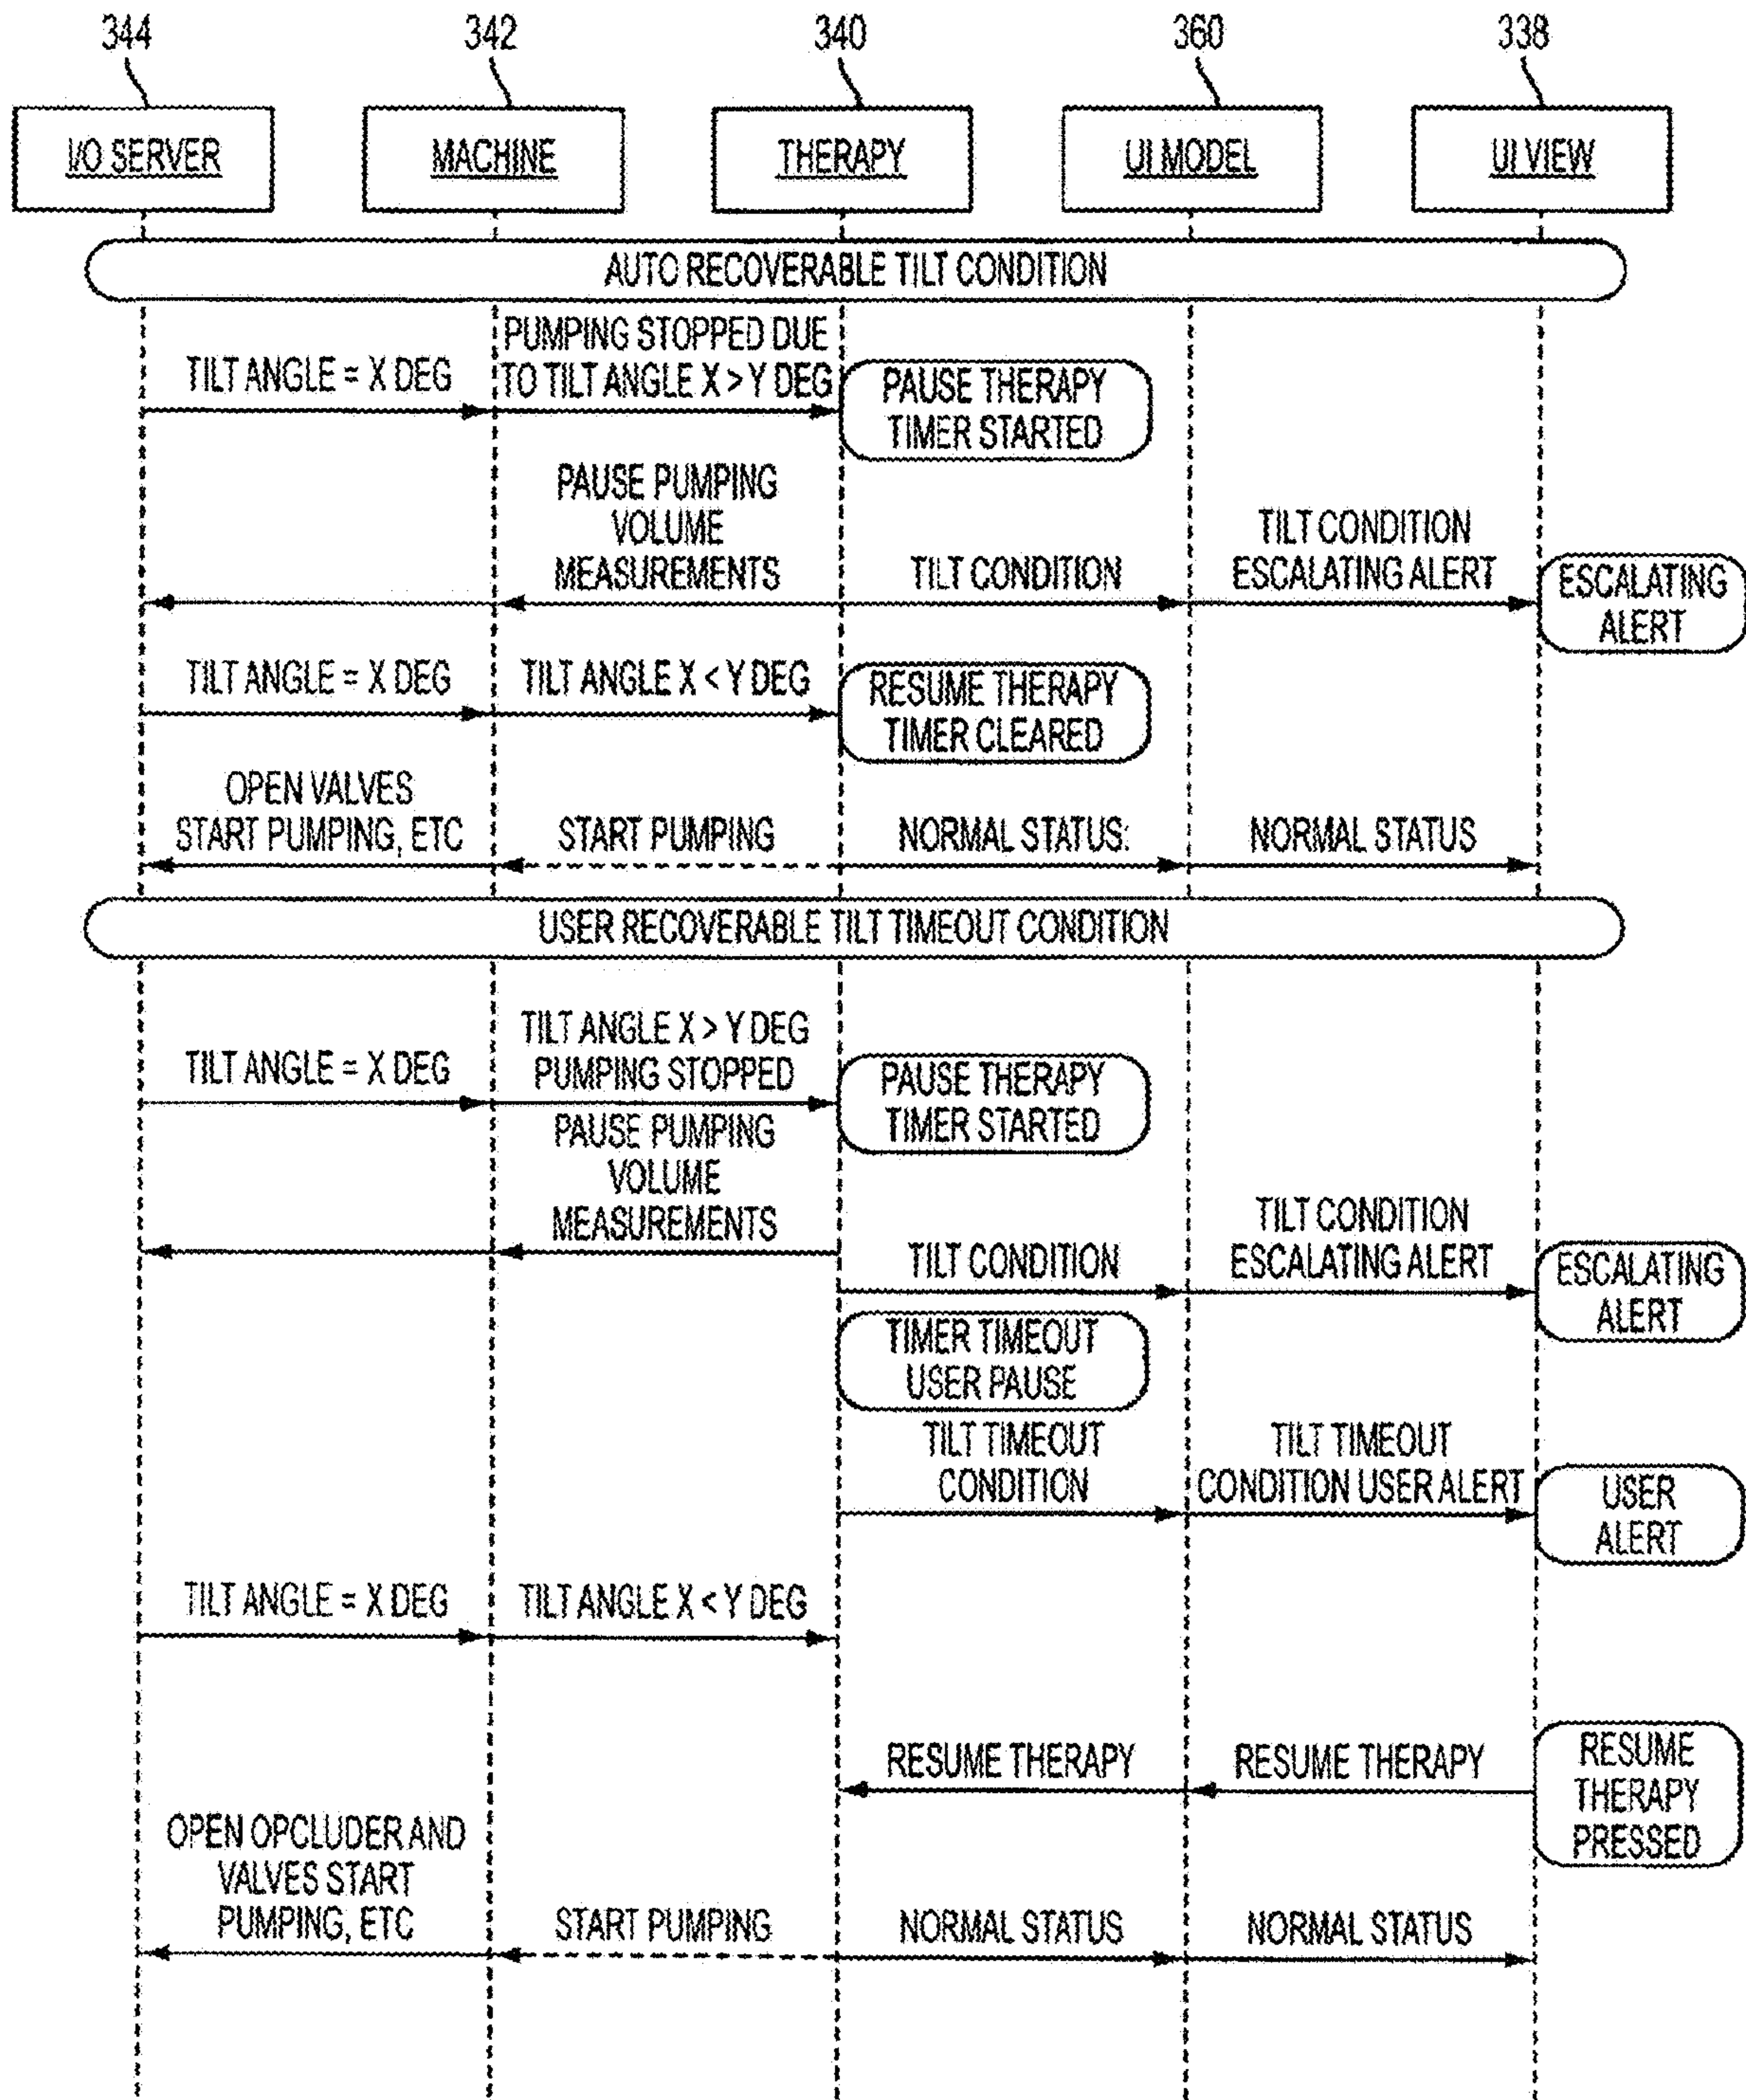 344
342
340
360
338
I/O SERVER
MACHINE
THERAPY
UI MODEL
UI VIEW
AUTO RECOVERABLE TILT CONDITION
TILT ANGLE = X DEG
PUMPING STOPPED DUE
TO TILT ANGLE X > Y DEG
PAUSE THERAPY
TIMER STARTED
PAUSE PUMPING
VOLUME
MEASUREMENTS
TILT CONDITION
TILT CONDITION
ESCALATING ALERT
ESCALATING
ALERT
TILT ANGLE = X DEG
TILT ANGLE X < Y DEG
RESUME THERAPY
TIMER CLEARED
OPEN VALVES
START PUMPING, ETC
START PUMPING
NORMAL STATUS:
NORMAL STATUS
USER RECOVERABLE TILT TIMEOUT CONDITION
TILT ANGLE = X DEG
TILT ANGLE X > Y DEG
PUMPING STOPPED
PAUSE THERAPY
TIMER STARTED
PAUSE PUMPING
VOLUME
MEASUREMENTS
TILT CONDITION
TILT CONDITION
ESCALATING ALERT
ESCALATING
ALERT
TIMER TIMEOUT
USER PAUSE
TILT TIMEOUT
CONDITION
TILT TIMEOUT
CONDITION USER ALERT
USER
ALERT
TILT ANGLE = X DEG
TILT ANGLE X < Y DEG
RESUME THERAPY
RESUME THERAPY
RESUME
THERAPY
PRESSED
OPEN OPCLUDER AND
VALVES START
PUMPING, ETC
START PUMPING
NORMAL STATUS
NORMAL STATUS